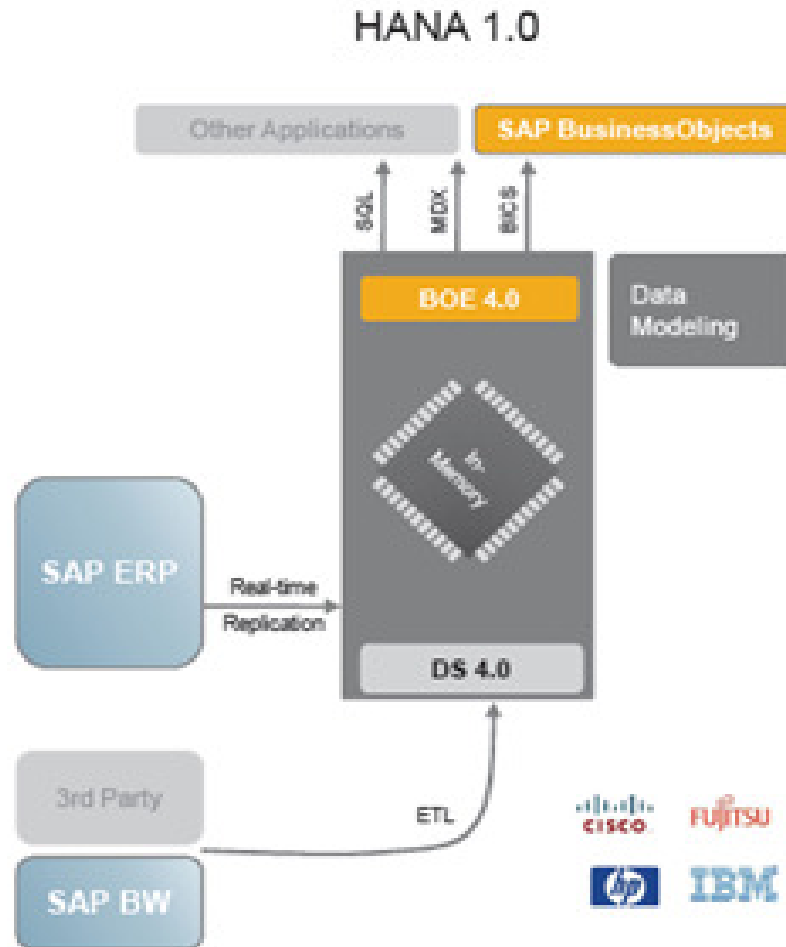 HANA 1.0
Other Applications
SAP BusinessObjects
SQL
MDX
BICS
BOE 4.0
Data
Modeling
In-
Memory
SAP ERP
Real-time
Replication
DS 4.0
3rd Party
ETL
SAP BW
CISCO
FUJITSU
hp
IBM